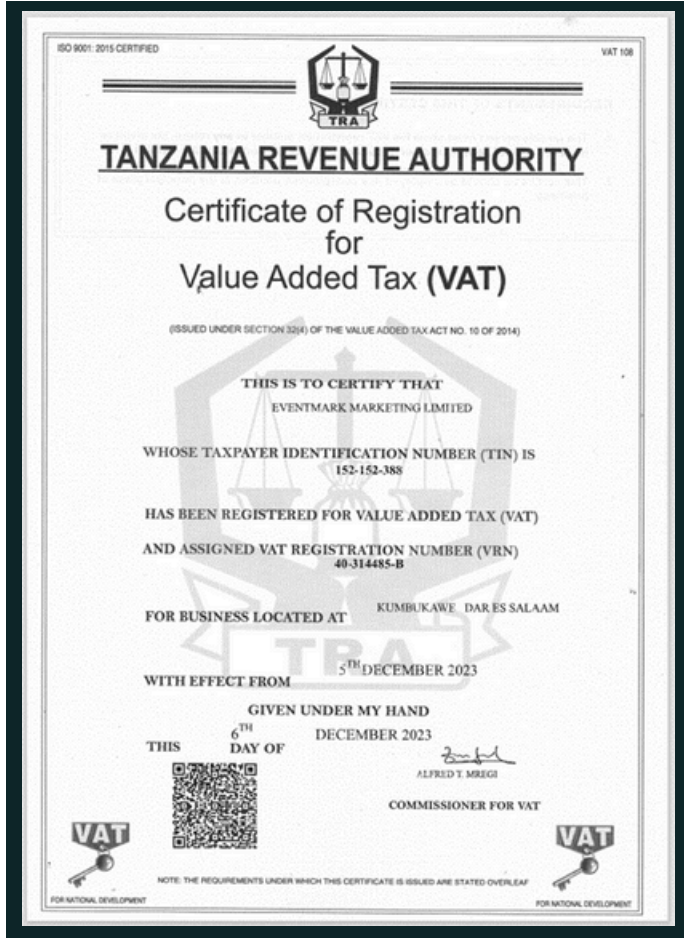 ISO 9001: 2015 CERTIFIED
VAT 108
TRA
TANZANIA REVENUE AUTHORITY
Certificate of Registration
for
Value Added Tax (VAT)
(ISSUED UNDER SECTION 32(4) OF THE VALUE ADDED TAX ACT NO. 10 OF 2014)
THIS IS TO CERTIFY THAT
EVENTMARK MARKETING LIMITED
WHOSE TAXPAYER IDENTIFICATION NUMBER (TIN) IS
152-152-388
HAS BEEN REGISTERED FOR VALUE ADDED TAX (VAT)
AND ASSIGNED VAT REGISTRATION NUMBER (VRN)
40-314485-B
FOR BUSINESS LOCATED AT KUMBUKAWE DAR ES SALAAM
TRA
WITH EFFECT FROM 5TH DECEMBER 2023
GIVEN UNDER MY HAND
THIS 6TH DAY OF DECEMBER 2023
ALFRED T. MREGI
COMMISSIONER FOR VAT
VAT
VAT
NOTE: THE REQUIREMENTS UNDER WHICH THIS CERTIFICATE IS ISSUED ARE STATED OVERLEAF
FOR NATIONAL DEVELOPMENT
FOR NATIONAL DEVELOPMENT